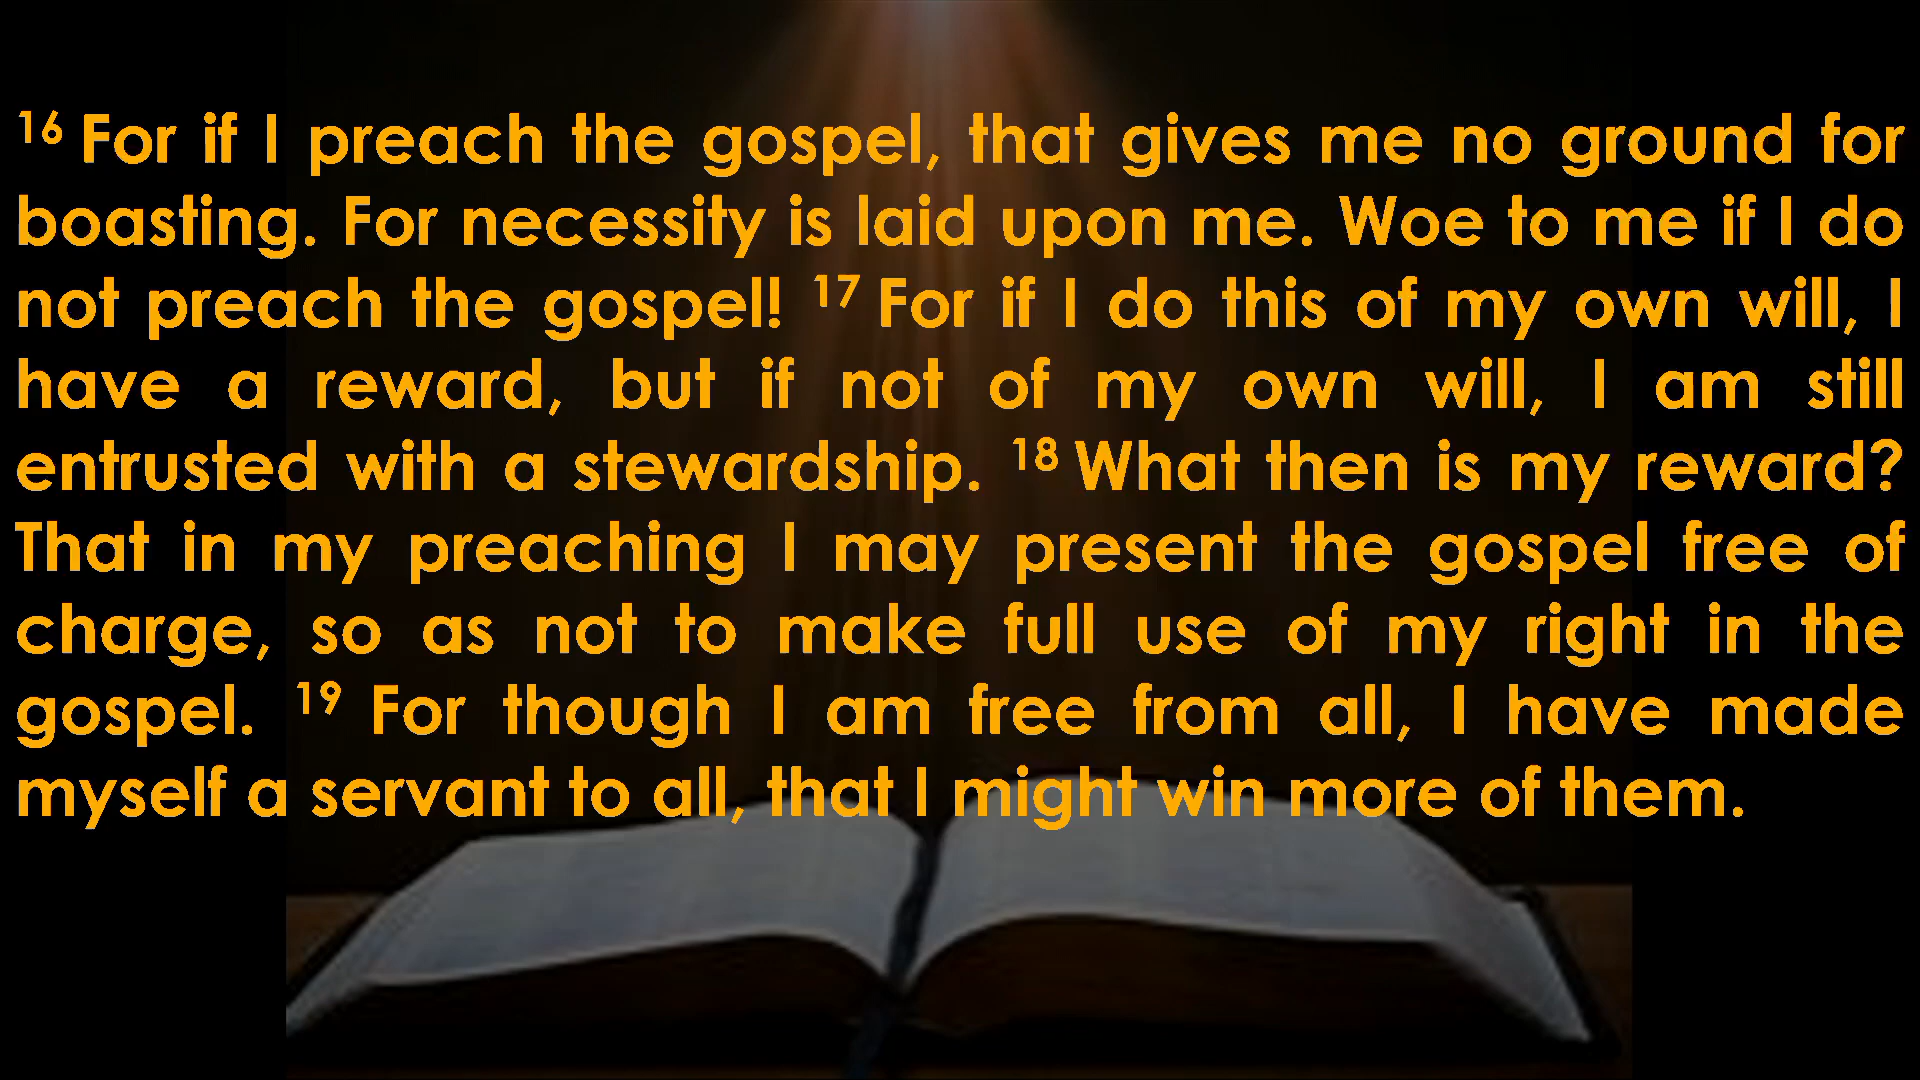 16 For if I preach the gospel, that gives me no ground for
boasting. For necessity is laid upon me. Woe to me if I do
not preach the gospel! 17 For if I do this of my own will, I
have a reward, but if not of my own will, I am still
entrusted with a stewardship. 18 What then is my reward?
That in my preaching I may present the gospel free of
charge, so as not to make full use of my right in the
gospel. 19 For though I am free from all, I have made
myself a servant to all, that I might win more of them.